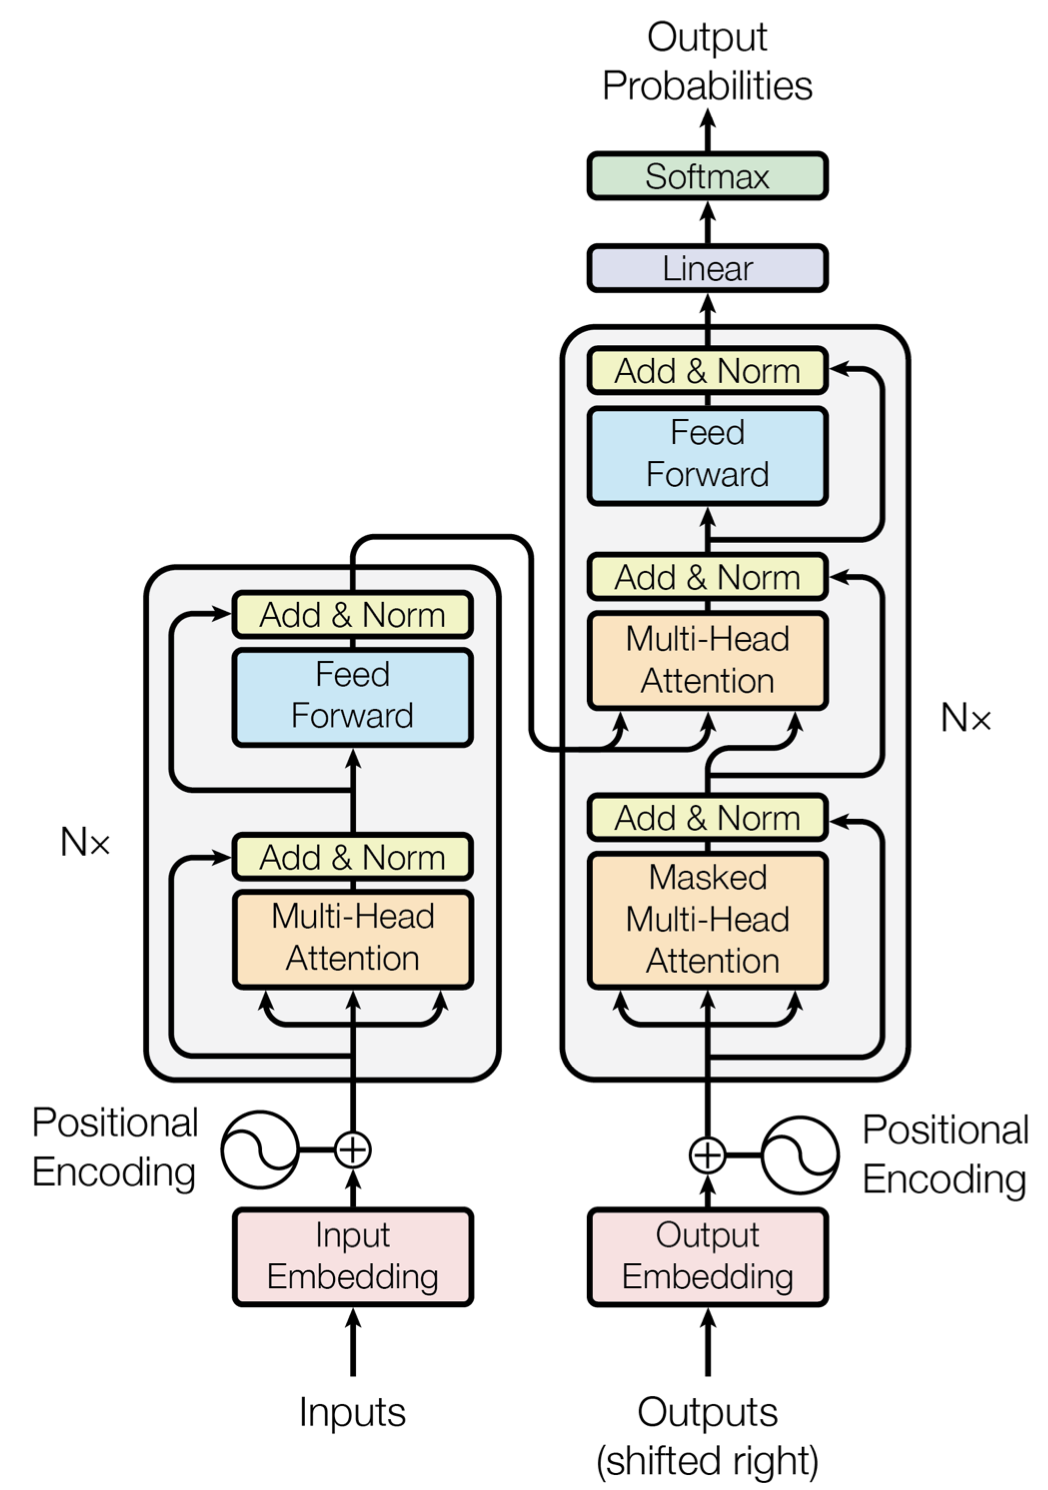 Output
Probabilities
Softmax
Linear
Add & Norm
Feed
Forward
Add & Norm
Multi-Head
Attention
Add & Norm
Masked
Multi-Head
Attention
N×
Add & Norm
Feed
Forward
Add & Norm
Multi-Head
Attention
N×
Positional
Encoding
Positional
Encoding
Input
Embedding
Output
Embedding
Inputs
Outputs
(shifted right)